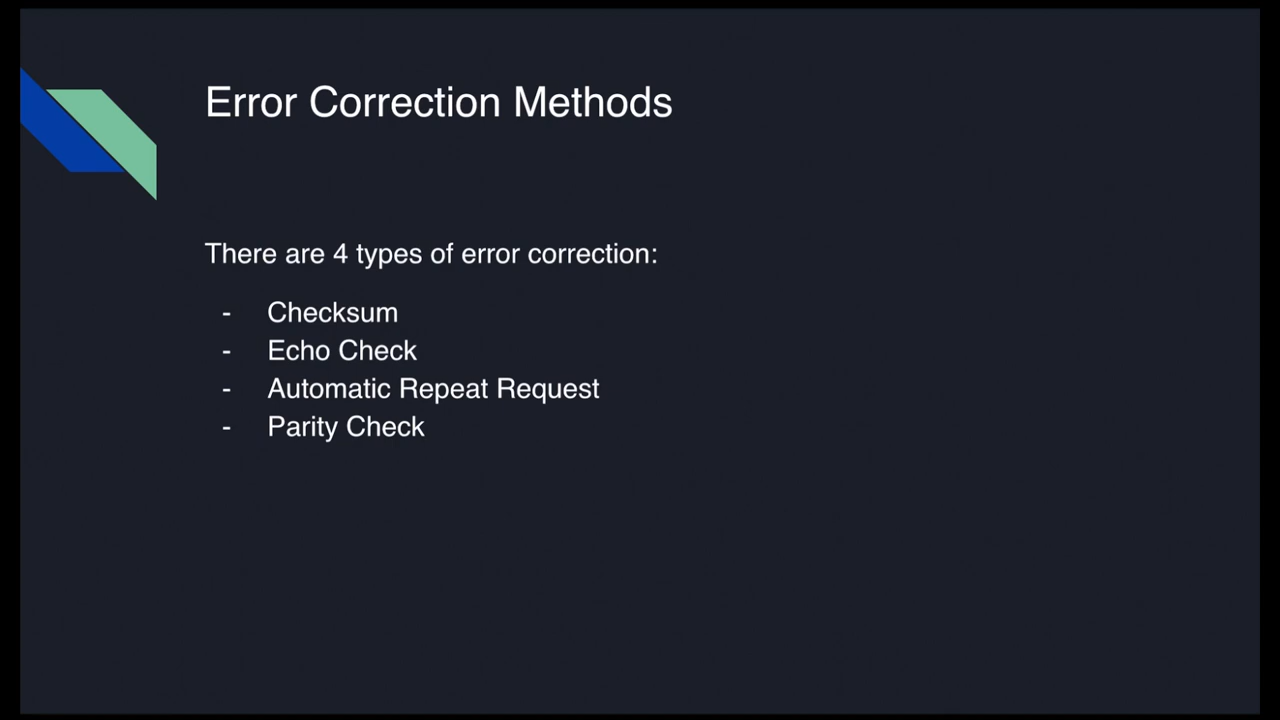 Error Correction Methods
There are 4 types of error correction:
- Checksum
- Echo Check
- Automatic Repeat Request
- Parity Check